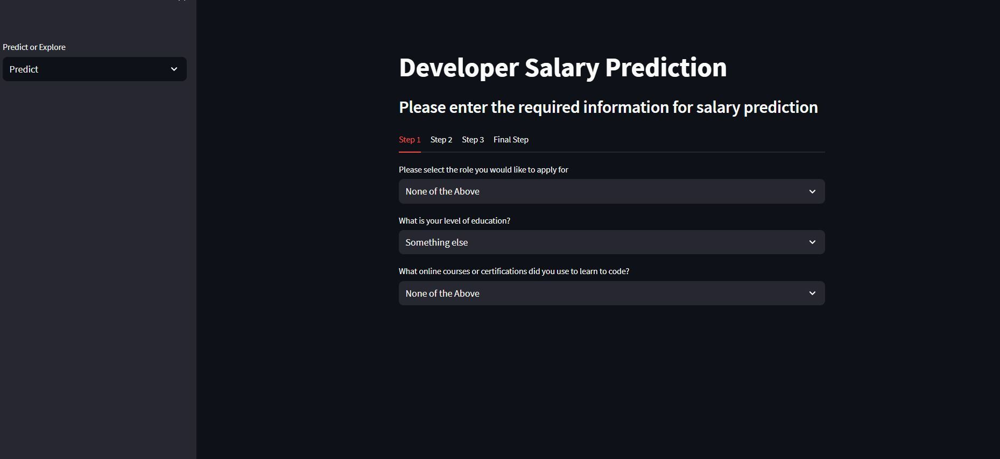 Predict or Explore
Predict
Developer Salary Prediction
Please enter the required information for salary prediction
Step 1 Step 2 Step 3 Final Step
Please select the role you would like to apply for
None of the Above
What is your level of education?
Something else
What online courses or certifications did you use to learn to code?
None of the Above